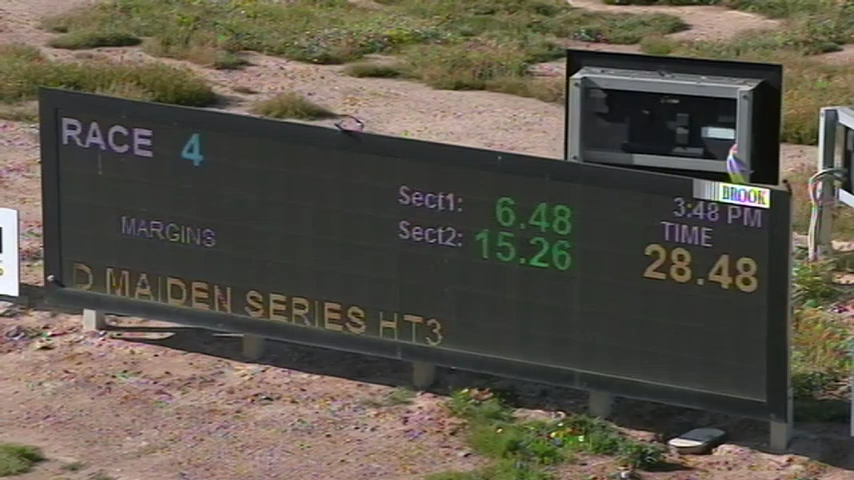 RACE 4
Sect1: 6.48
Sect2: 15.26
MARGINS
BROOK
3:48 PM
TIME
28.48
D MAIDEN SERIES HT3